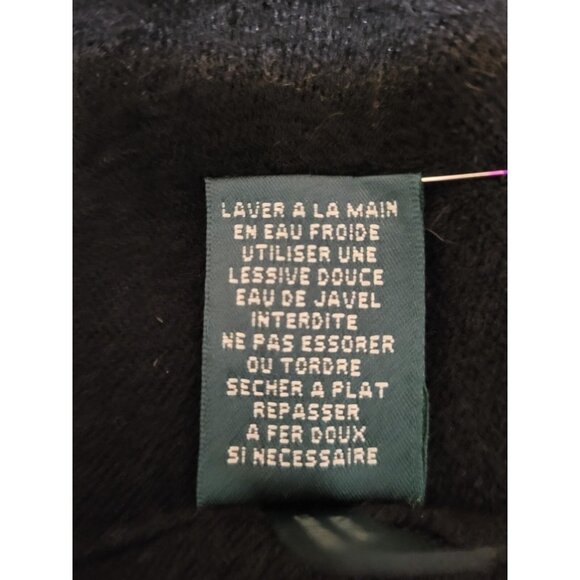 LAVER A LA MAIN
EN EAU FROIDE
UTILISER UNE
LESSIVE DOUCE
EAU DE JAVEL
INTERDITE
NE PAS ESSORER
OU TORDRE
SECHER A PLAT
REPASSER
A FER DOUX
SI NECESSAIRE